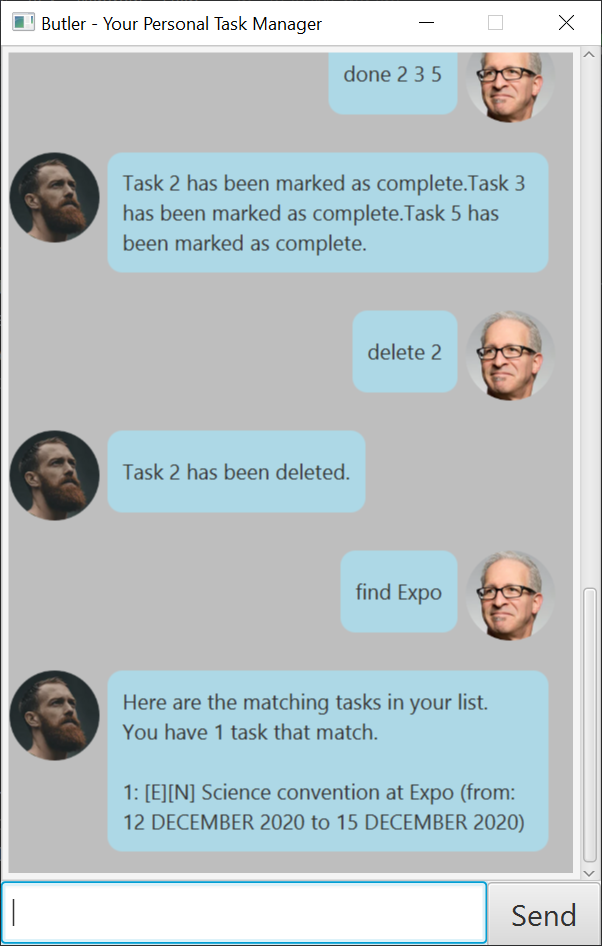 Butler - Your Personal Task Manager
done 2 3 5
Task 2 has been marked as complete.Task 3
has been marked as complete.Task 5 has
been marked as complete.
delete 2
Task 2 has been deleted.
find Expo
Here are the matching tasks in your list.
You have 1 task that match.
1: [E][N] Science convention at Expo (from:
12 DECEMBER 2020 to 15 DECEMBER 2020)
Send